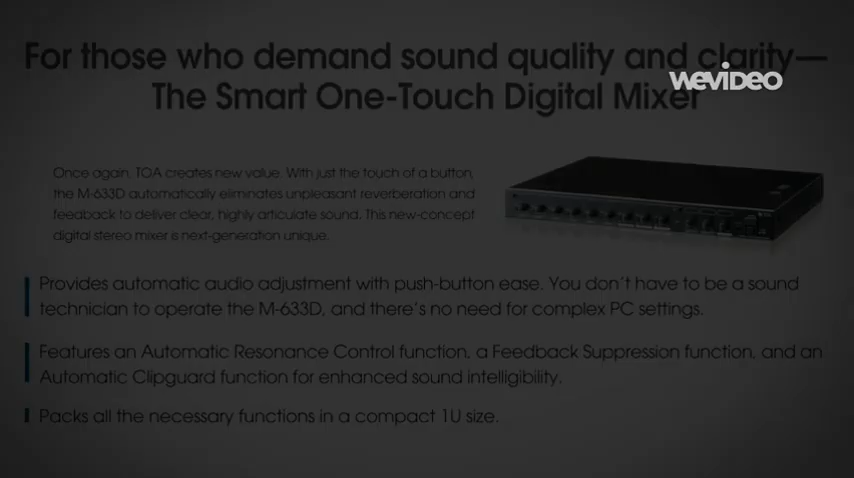 For those who demand sound quality and clarity—
wevideo
The Smart One-Touch Digital Mixer
Once again, TOA creates new value. With just the touch of a button,
the M-633D automatically eliminates unpleasant reverberation and
feedback to deliver clear, highly articulate sound. This new-concept
digital stereo mixer is next-generation unique.
Provides automatic audio adjustment with push-button ease. You don't have to be a sound
technician to operate the M-633D, and there's no need for complex PC settings.
Features an Automatic Resonance Control function, a Feedback Suppression function, and an
Automatic Clipguard function for enhanced sound intelligibility.
Packs all the necessary functions in a compact 1U size.